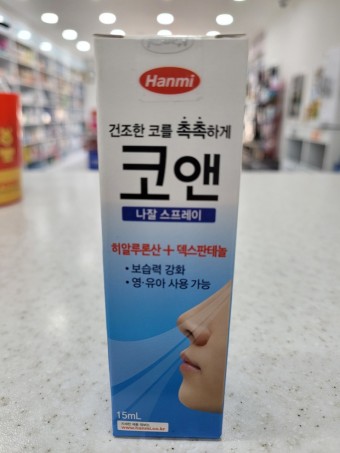 Hanmi
건조한 코를 촉촉하게
코앤
나잘 스프레이
히알루론산 + 덱스판테놀
• 보습력 강화
• 영·유아 사용 가능
15mL